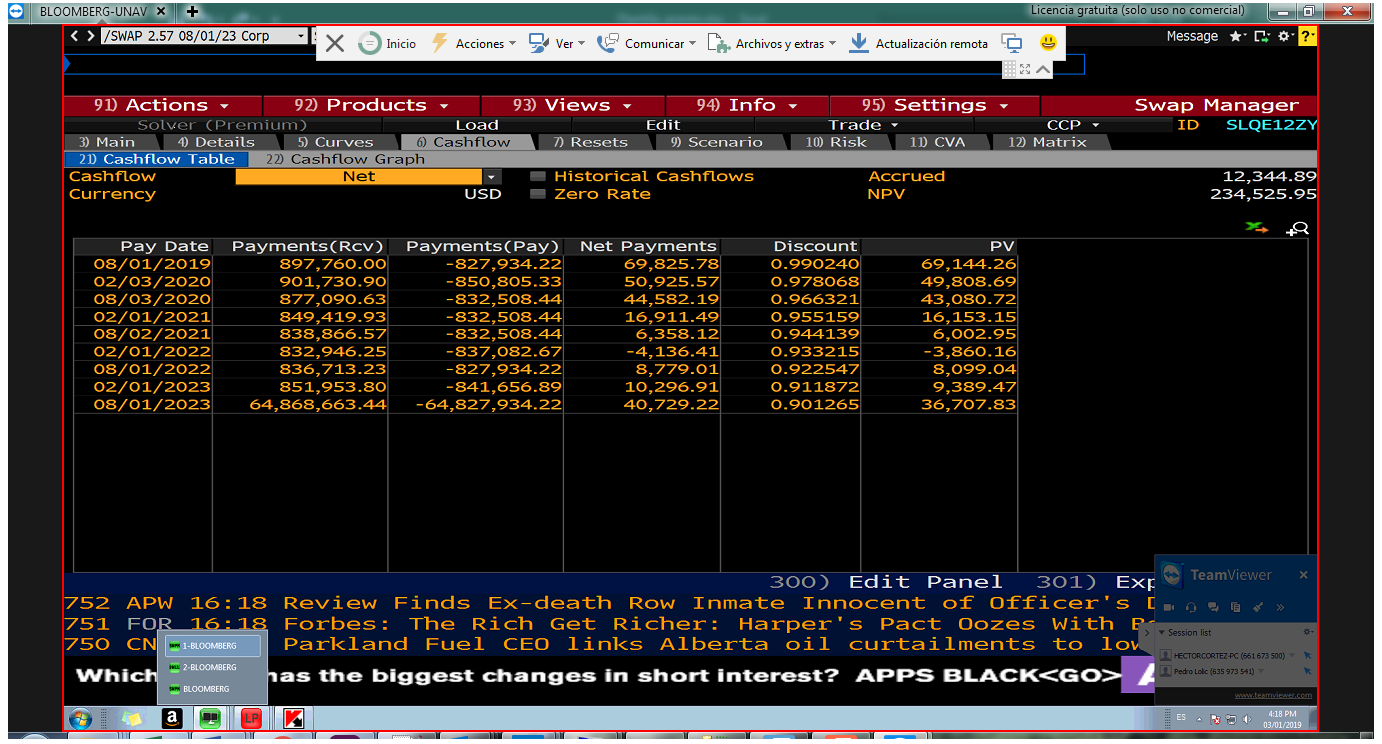 BLOOMBERG-UNAV × +
Licencia gratuita (solo uso no comercial)
/SWAP 2.57 08/01/23 Corp
Inicio Acciones Ver Comunicar Archivos y extras Actualización remota
Message
91) Actions 92) Products 93) Views 94) Info 95) Settings Swap Manager
Solver (Premium) Load Edit Trade CCP ID SLQE12ZY
3) Main 4) Details 5) Curves 6) Cashflow 7) Resets 9) Scenario 10) Risk 11) CVA 12) Matrix
21) Cashflow Table 22) Cashflow Graph
Cashflow Net Historical Cashflows Accrued 12,344.89
Currency USD Zero Rate NPV 234,525.95
Pay Date Payments(Rcv) Payments(Pay) Net Payments Discount PV
08/01/2019 897,760.00 -827,934.22 69,825.78 0.990240 69,144.26
02/03/2020 901,730.90 -850,805.33 50,925.57 0.978068 49,808.69
08/03/2020 877,090.63 -832,508.44 44,582.19 0.966321 43,080.72
02/01/2021 849,419.93 -832,508.44 16,911.49 0.955159 16,153.15
08/02/2021 838,866.57 -832,508.44 6,358.12 0.944139 6,002.95
02/01/2022 832,946.25 -837,082.67 -4,136.41 0.933215 -3,860.16
08/01/2022 836,713.23 -827,934.22 8,779.01 0.922547 8,099.04
02/01/2023 851,953.80 -841,656.89 10,296.91 0.911872 9,389.47
08/01/2023 64,868,663.44 -64,827,934.22 40,729.22 0.901265 36,707.83
300) Edit Panel 301) Exp
752 APW 16:18 Review Finds Ex-death Row Inmate Innocent of Officer's D
751 FOR 16:18 Forbes: The Rich Get Richer: Harper's Pact Oozes With
750 CN Parkland Fuel CEO links Alberta oil curtailments to low
Which has the biggest changes in short interest? APPS BLACK<GO>
1-BLOOMBERG
2-BLOOMBERG
BLOOMBERG
TeamViewer ×
Session list
HECTORCORTEZ-PC (661 673 500)
Pedro Lolic (635 973 541)
www.teamviewer.com
ES 4:18 PM
03/01/2019